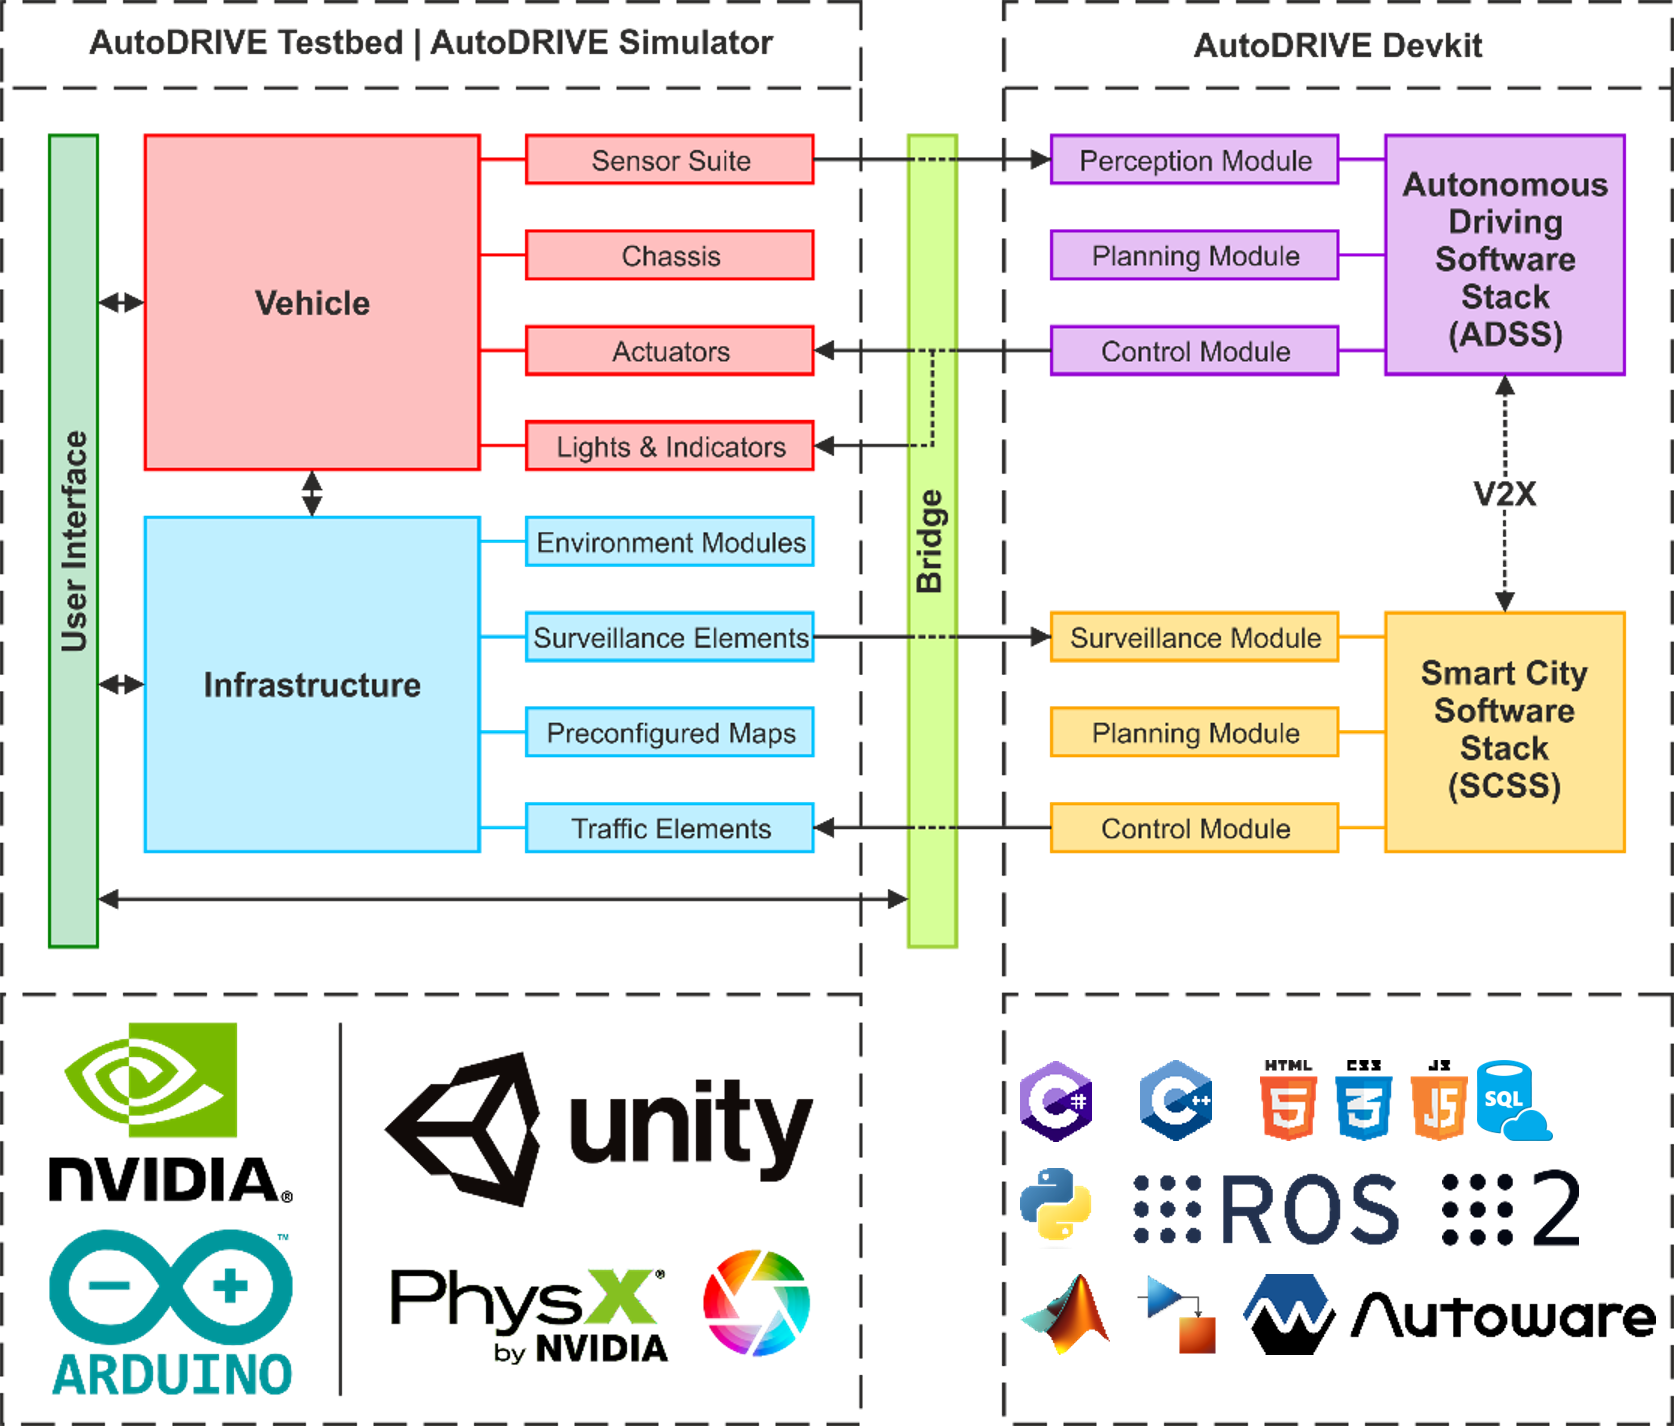 AutoDRIVE Testbed | AutoDRIVE Simulator
AutoDRIVE Devkit
User Interface
Vehicle
Sensor Suite
Chassis
Actuators
Lights & Indicators
Infrastructure
Environment Modules
Surveillance Elements
Preconfigured Maps
Traffic Elements
Bridge
Perception Module
Planning Module
Control Module
Autonomous
Driving
Software
Stack
(ADSS)
V2X
Surveillance Module
Planning Module
Control Module
Smart City
Software
Stack
(SCSS)
NVIDIA®
ARDUINO
™
unity
PhysX®
by NVIDIA
C#
C++
HTML
5
CSS
3
JS
JS
SQL
ROS
2
Autoware